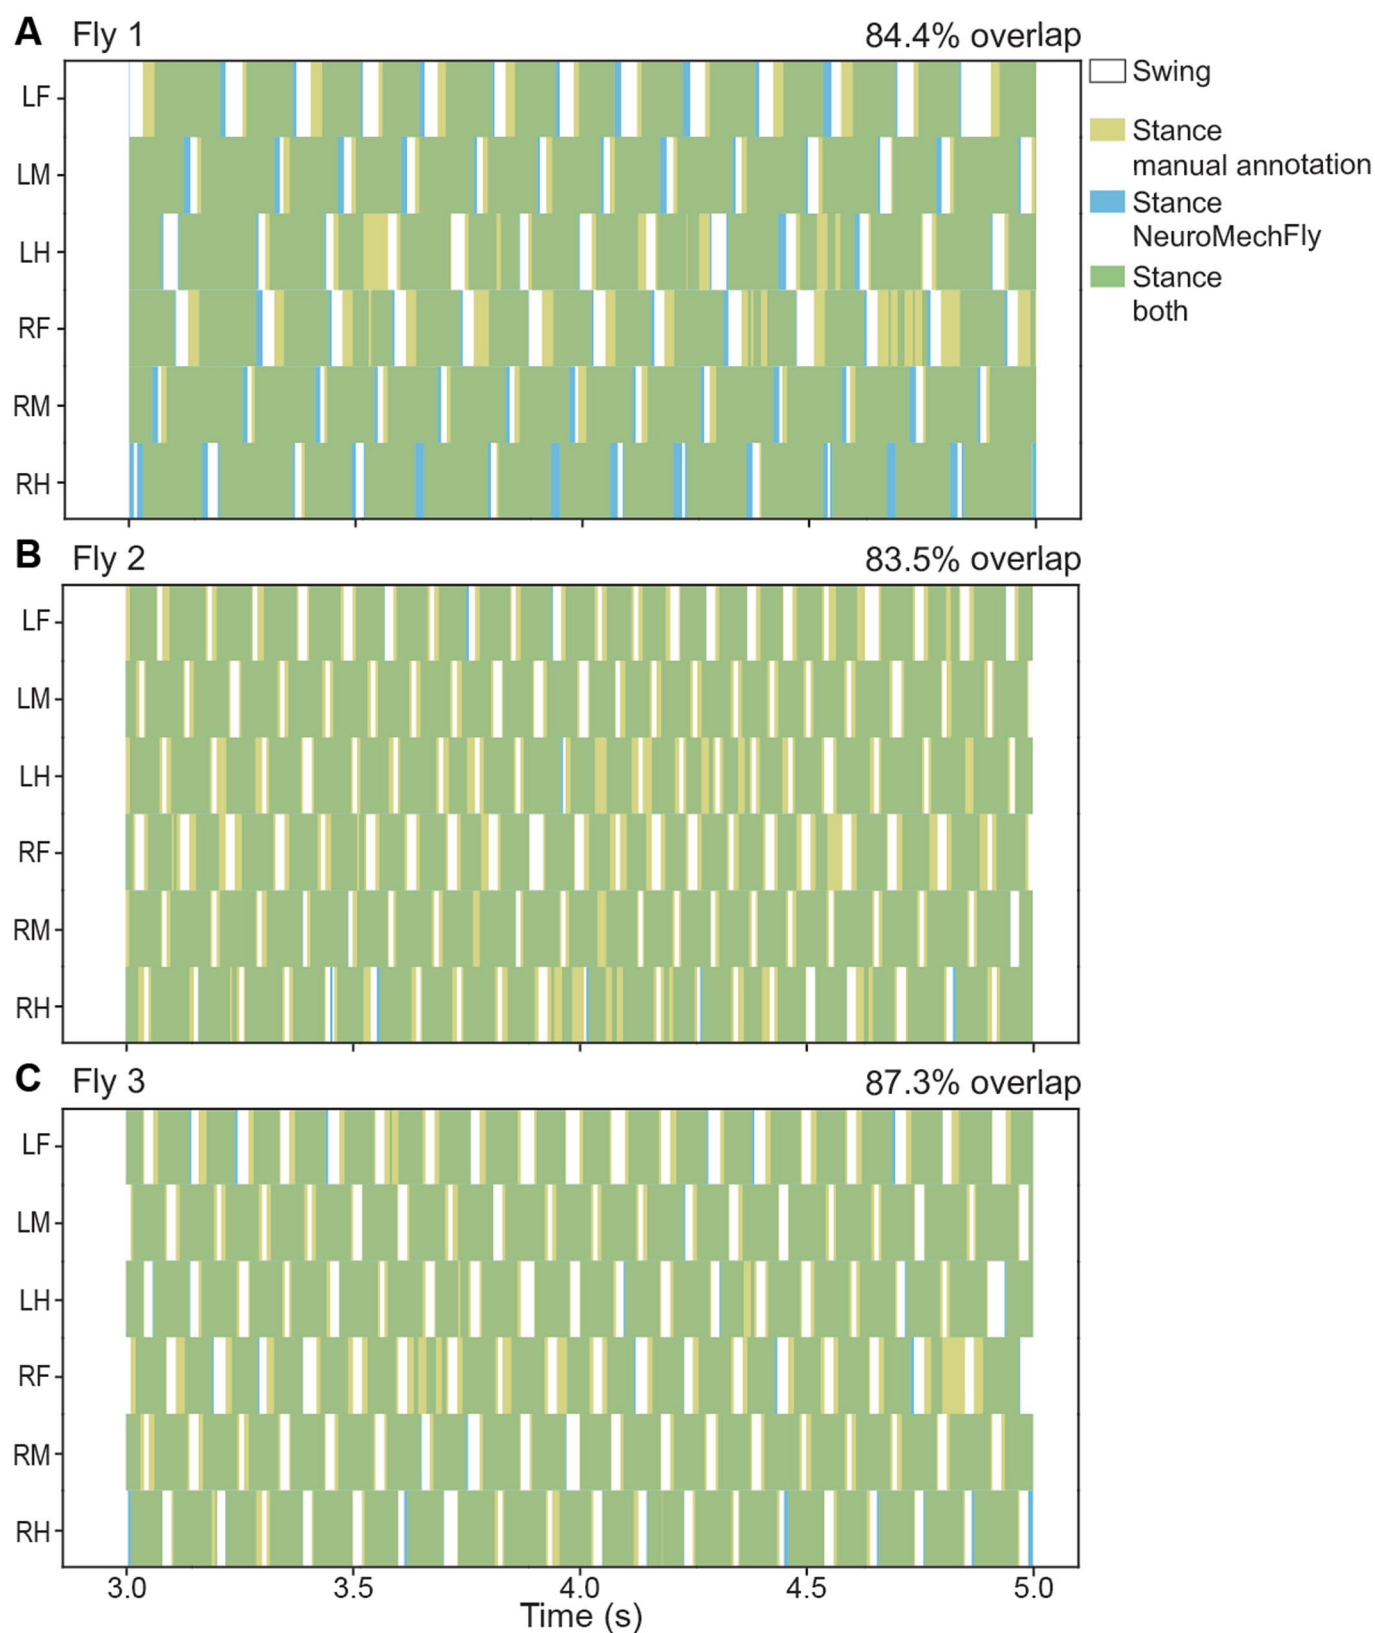 A Fly 1 84.4% overlap
Swing
Stance
manual annotation
Stance
NeuroMechFly
Stance
both
LF
LM
LH
RF
RM
RH
B Fly 2 83.5% overlap
LF
LM
LH
RF
RM
RH
C Fly 3 87.3% overlap
LF
LM
LH
RF
RM
RH
3.0 3.5 4.0 4.5 5.0
Time (s)